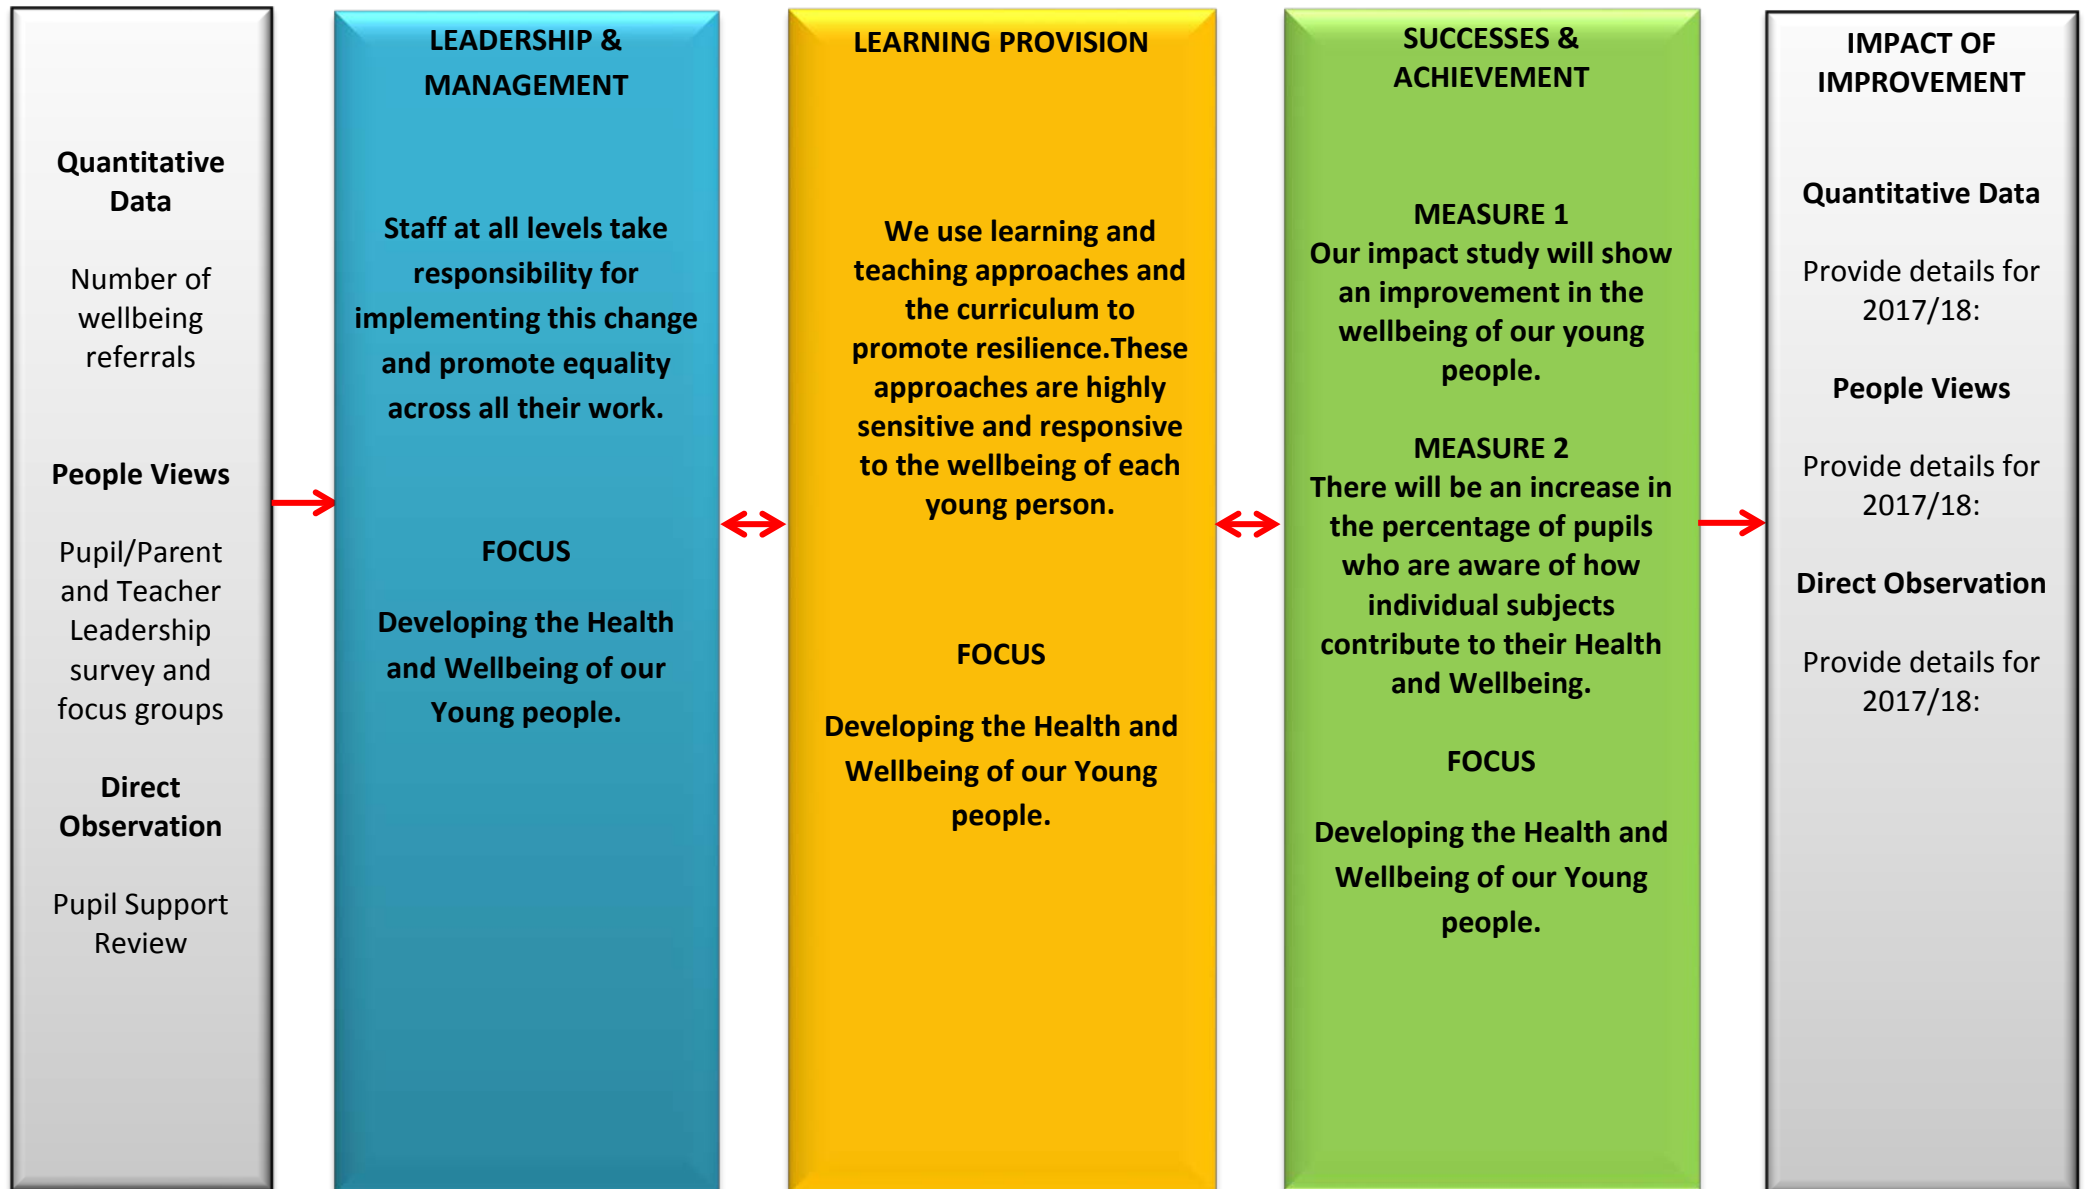 Quantitative
Data
Number of
wellbeing
referrals
People Views
Pupil/Parent
and Teacher
Leadership
survey and
focus groups
Direct
Observation
Pupil Support
Review
LEADERSHIP &
MANAGEMENT
Staff at all levels take
responsibility for
implementing this change
and promote equality
across all their work.
FOCUS
Developing the Health
and Wellbeing of our
Young people.
LEARNING PROVISION
We use learning and
teaching approaches and
the curriculum to
promote resilience.These
approaches are highly
sensitive and responsive
to the wellbeing of each
young person.
FOCUS
Developing the Health and
Wellbeing of our Young
people.
SUCCESSES &
ACHIEVEMENT
MEASURE 1
Our impact study will show
an improvement in the
wellbeing of our young
people.
MEASURE 2
There will be an increase in
the percentage of pupils
who are aware of how
individual subjects
contribute to their Health
and Wellbeing.
FOCUS
Developing the Health and
Wellbeing of our Young
people.
IMPACT OF
IMPROVEMENT
Quantitative Data
Provide details for
2017/18:
People Views
Provide details for
2017/18:
Direct Observation
Provide details for
2017/18: